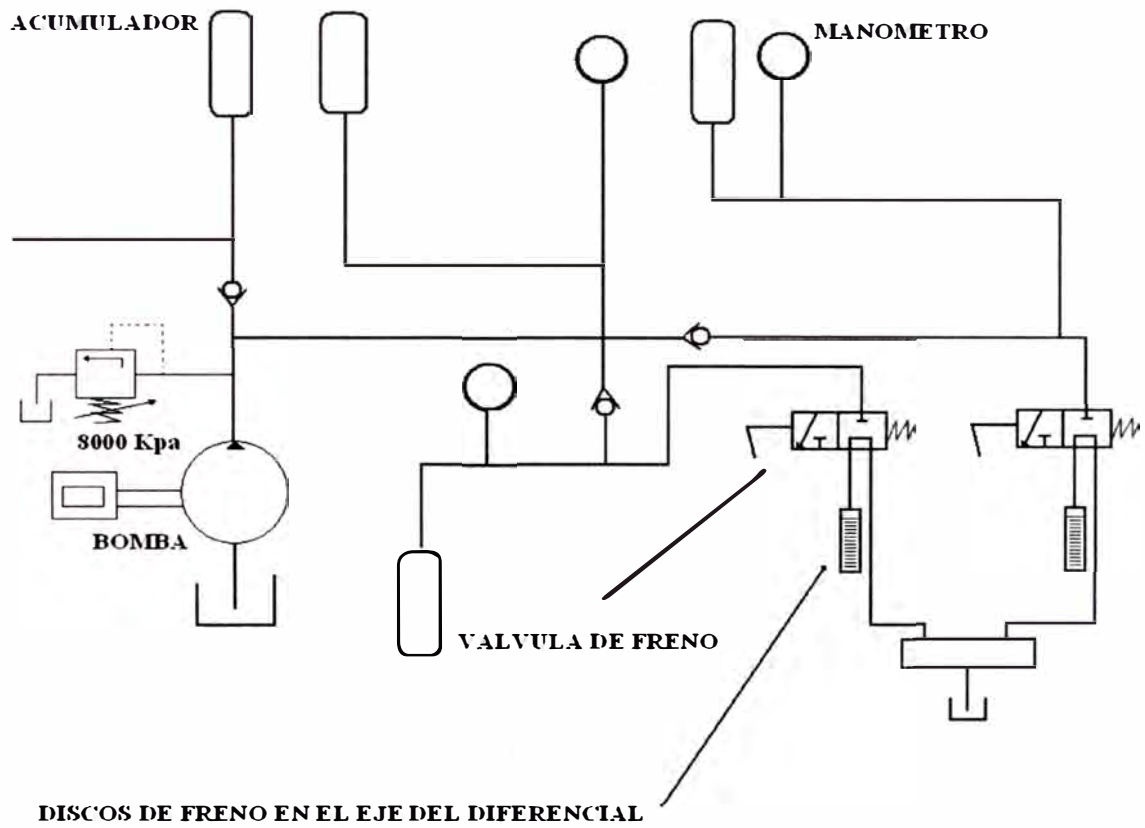 ACUMULADOR
MANOMETRO
8000 Kpa
BOMBA
VALVULA DE FRENO
DISCOS DE FRENO EN EL EJE DEL DIFERENCIAL